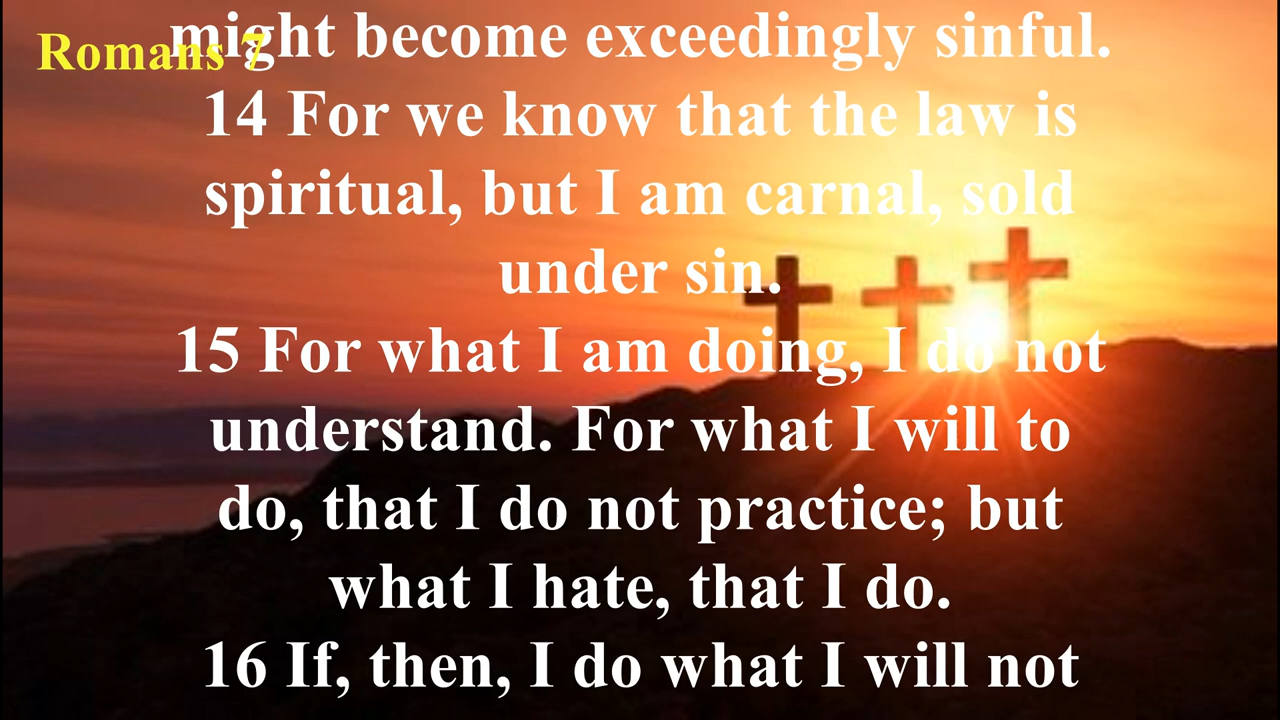 Romans 7
might become exceedingly sinful.
14 For we know that the law is
spiritual, but I am carnal, sold
under sin.
15 For what I am doing, I do not
understand. For what I will to
do, that I do not practice; but
what I hate, that I do.
16 If, then, I do what I will not